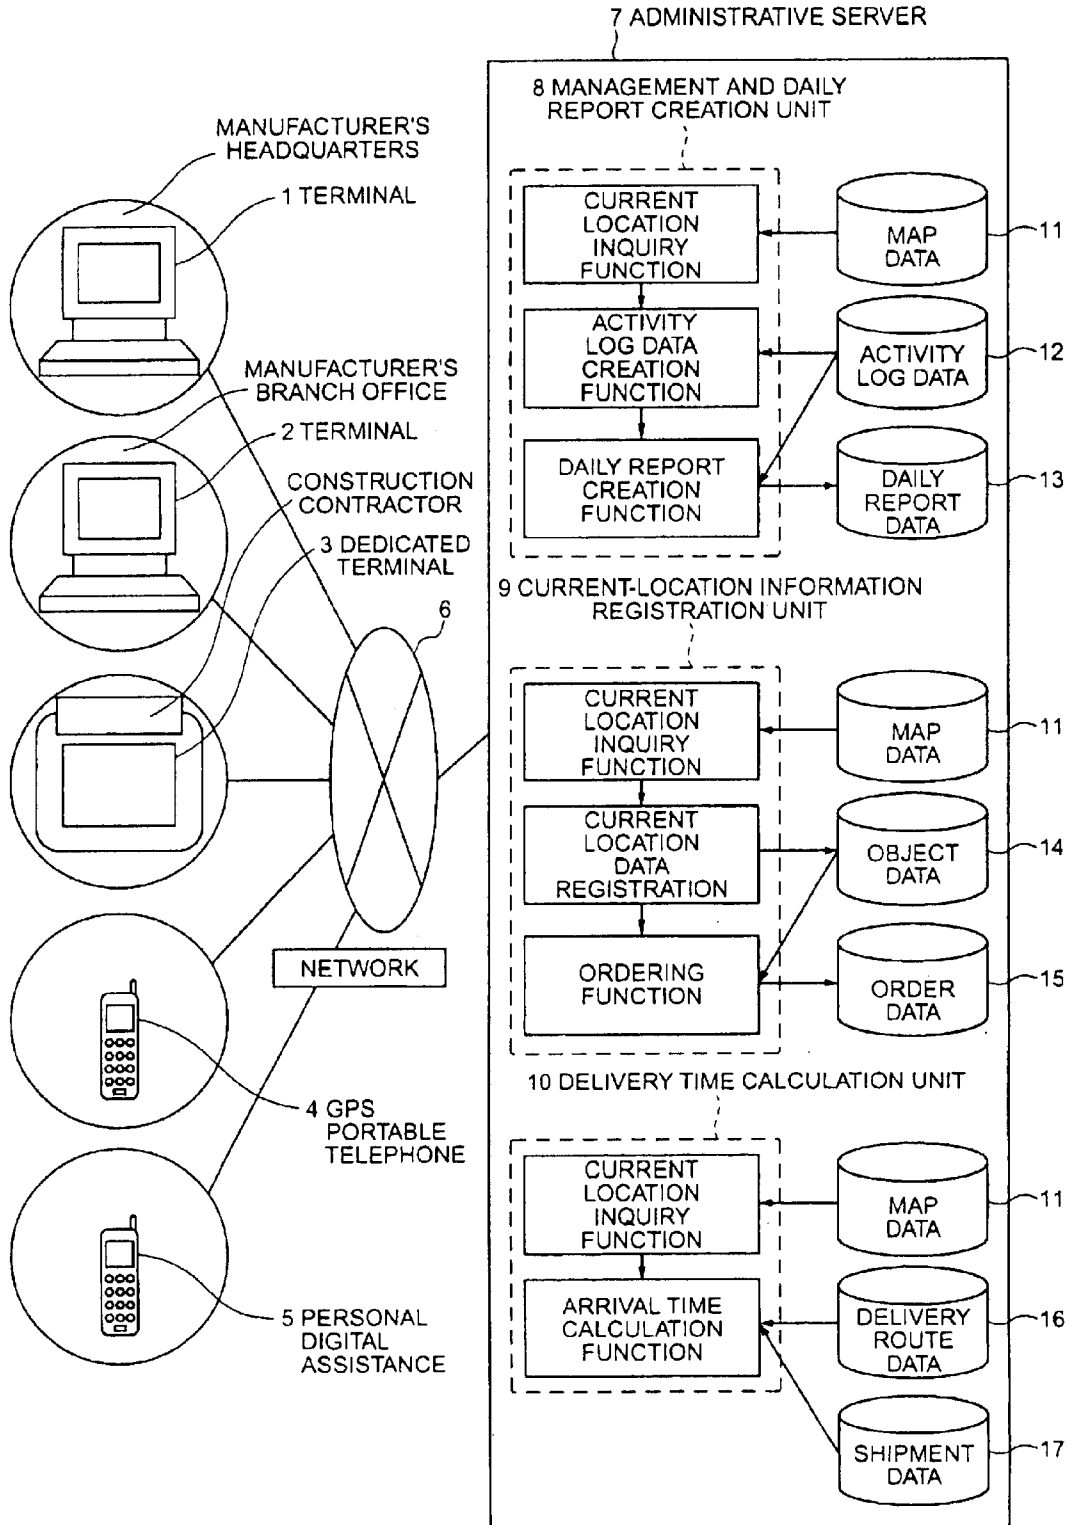 7 ADMINISTRATIVE SERVER
8 MANAGEMENT AND DAILY
REPORT CREATION UNIT
MANUFACTURER'S
HEADQUARTERS
1 TERMINAL
CURRENT
LOCATION
INQUIRY
FUNCTION
MAP
DATA
11
ACTIVITY
LOG DATA
CREATION
FUNCTION
ACTIVITY
LOG DATA
12
MANUFACTURER'S
BRANCH OFFICE
2 TERMINAL
DAILY REPORT
CREATION
FUNCTION
DAILY
REPORT
DATA
13
CONSTRUCTION
CONTRACTOR
3 DEDICATED
TERMINAL
9 CURRENT-LOCATION INFORMATION
REGISTRATION UNIT
6
CURRENT
LOCATION
INQUIRY
FUNCTION
MAP
DATA
11
CURRENT
LOCATION
DATA
REGISTRATION
OBJECT
DATA
14
NETWORK
ORDERING
FUNCTION
ORDER
DATA
15
10 DELIVERY TIME CALCULATION UNIT
4 GPS
PORTABLE
TELEPHONE
CURRENT
LOCATION
INQUIRY
FUNCTION
MAP
DATA
11
5 PERSONAL
DIGITAL
ASSISTANCE
ARRIVAL TIME
CALCULATION
FUNCTION
DELIVERY
ROUTE
DATA
16
SHIPMENT
DATA
17